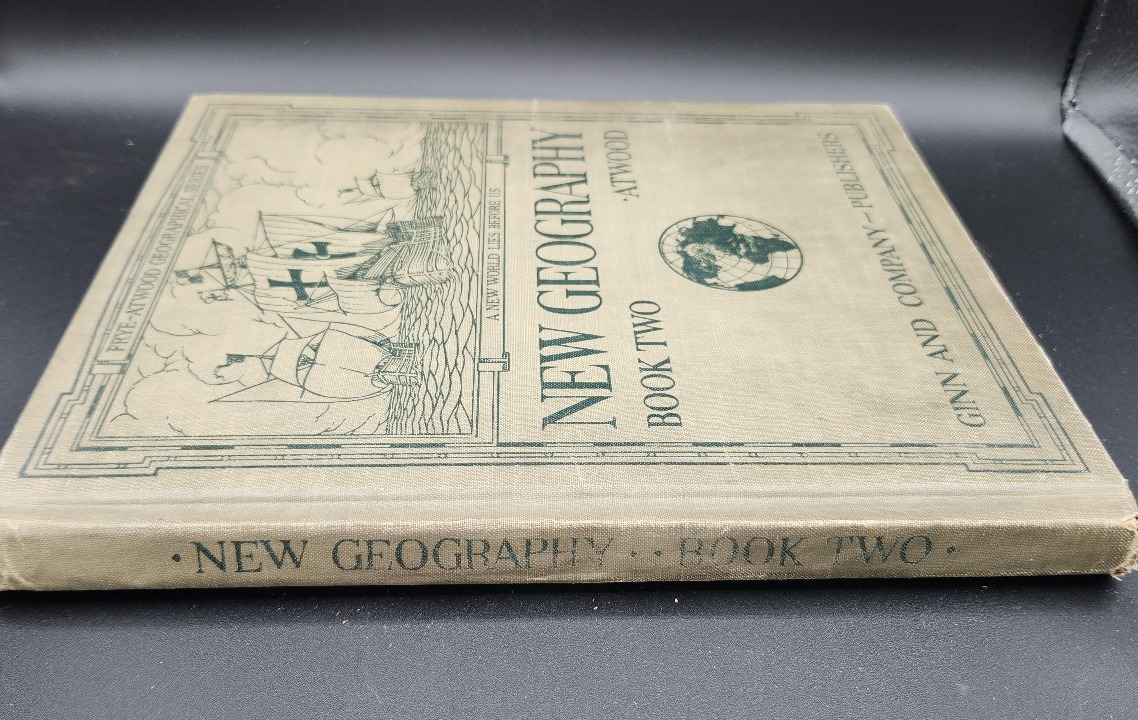 FRYE-ATWOOD GEOGRAPHICAL SERIES
A NEW WORLD LIES BEFORE US
NEW GEOGRAPHY
BOOK TWO ·ATWOOD
GINN AND COMPANY – PUBLISHERS
· NEW GEOGRAPHY · · BOOK TWO ·